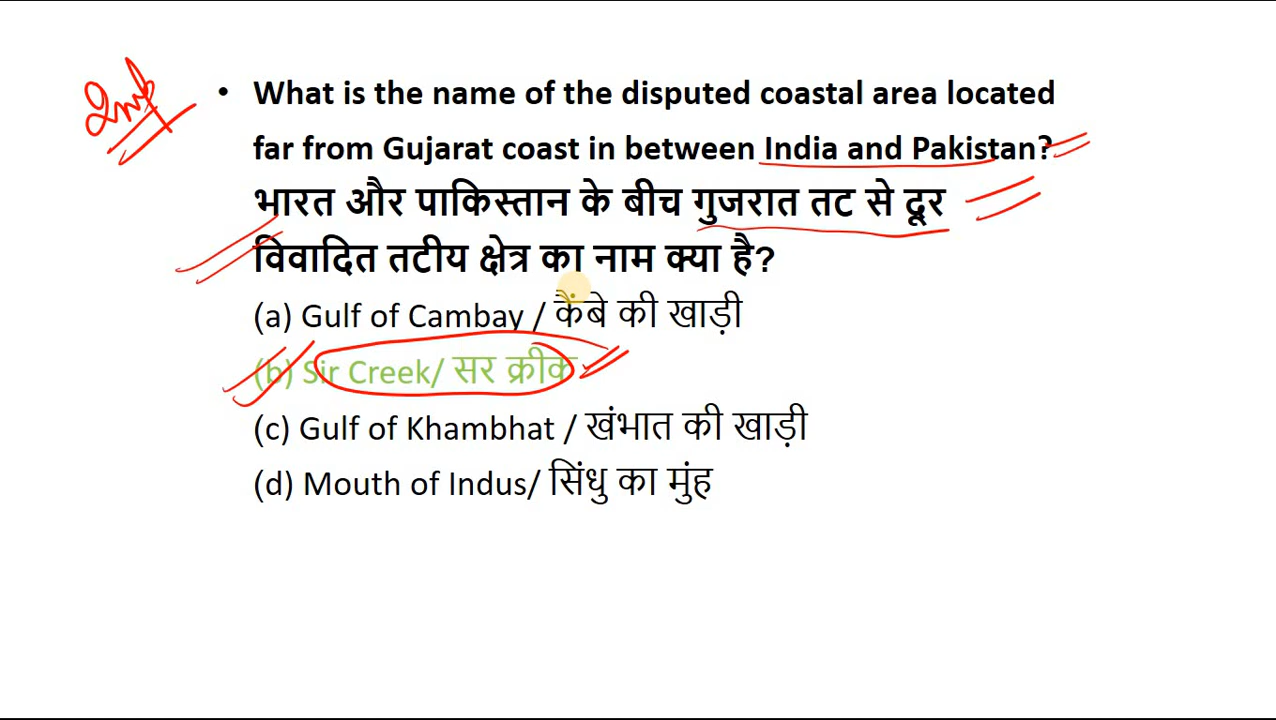 Imp
• What is the name of the disputed coastal area located
far from Gujarat coast in between India and Pakistan?
भारत और पाकिस्तान के बीच गुजरात तट से दूर
विवादित तटीय क्षेत्र का नाम क्या है?
(a) Gulf of Cambay / कैंबे की खाड़ी
(b) Sir Creek/ सर क्रीक
(c) Gulf of Khambhat / खंभात की खाड़ी
(d) Mouth of Indus/ सिंधु का मुंह